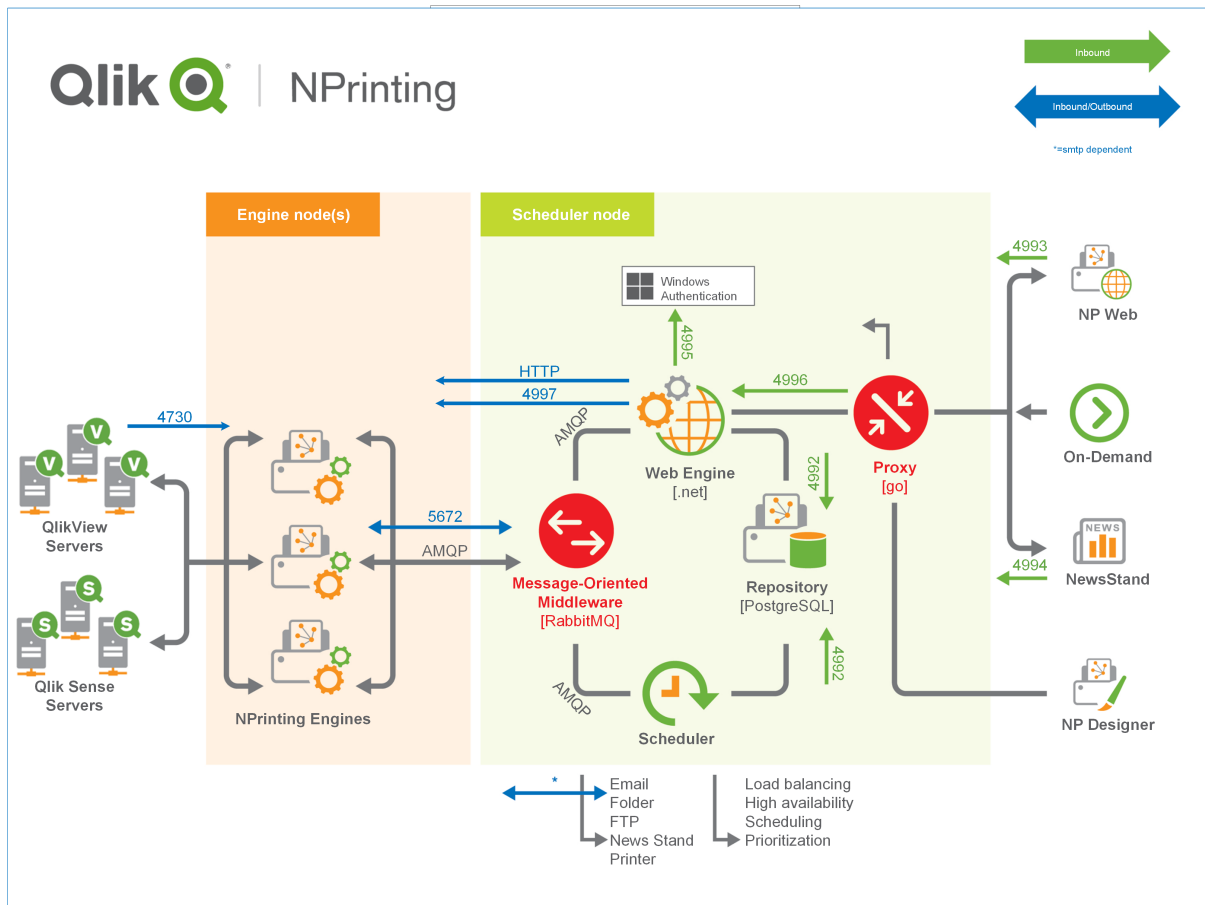 Qlik
®
NPrinting
Inbound
Inbound/Outbound
*=smtp dependent
Engine node(s)
Scheduler node
Windows
Authentication
4993
NP Web
4995
HTTP
4997
4996
4730
AMQP
V
V
V
QlikView
Servers
Web Engine
[.net]
4992
Proxy
[go]
On-Demand
5672
AMQP
NEWS
NewsStand
4994
Message-Oriented
Middleware
[RabbitMQ]
Repository
[PostgreSQL]
4992
S
S
S
Qlik Sense
Servers
NPrinting Engines
AMQP
Scheduler
NP Designer
*
Email
Folder
FTP
News Stand
Printer
Load balancing
High availability
Scheduling
Prioritization